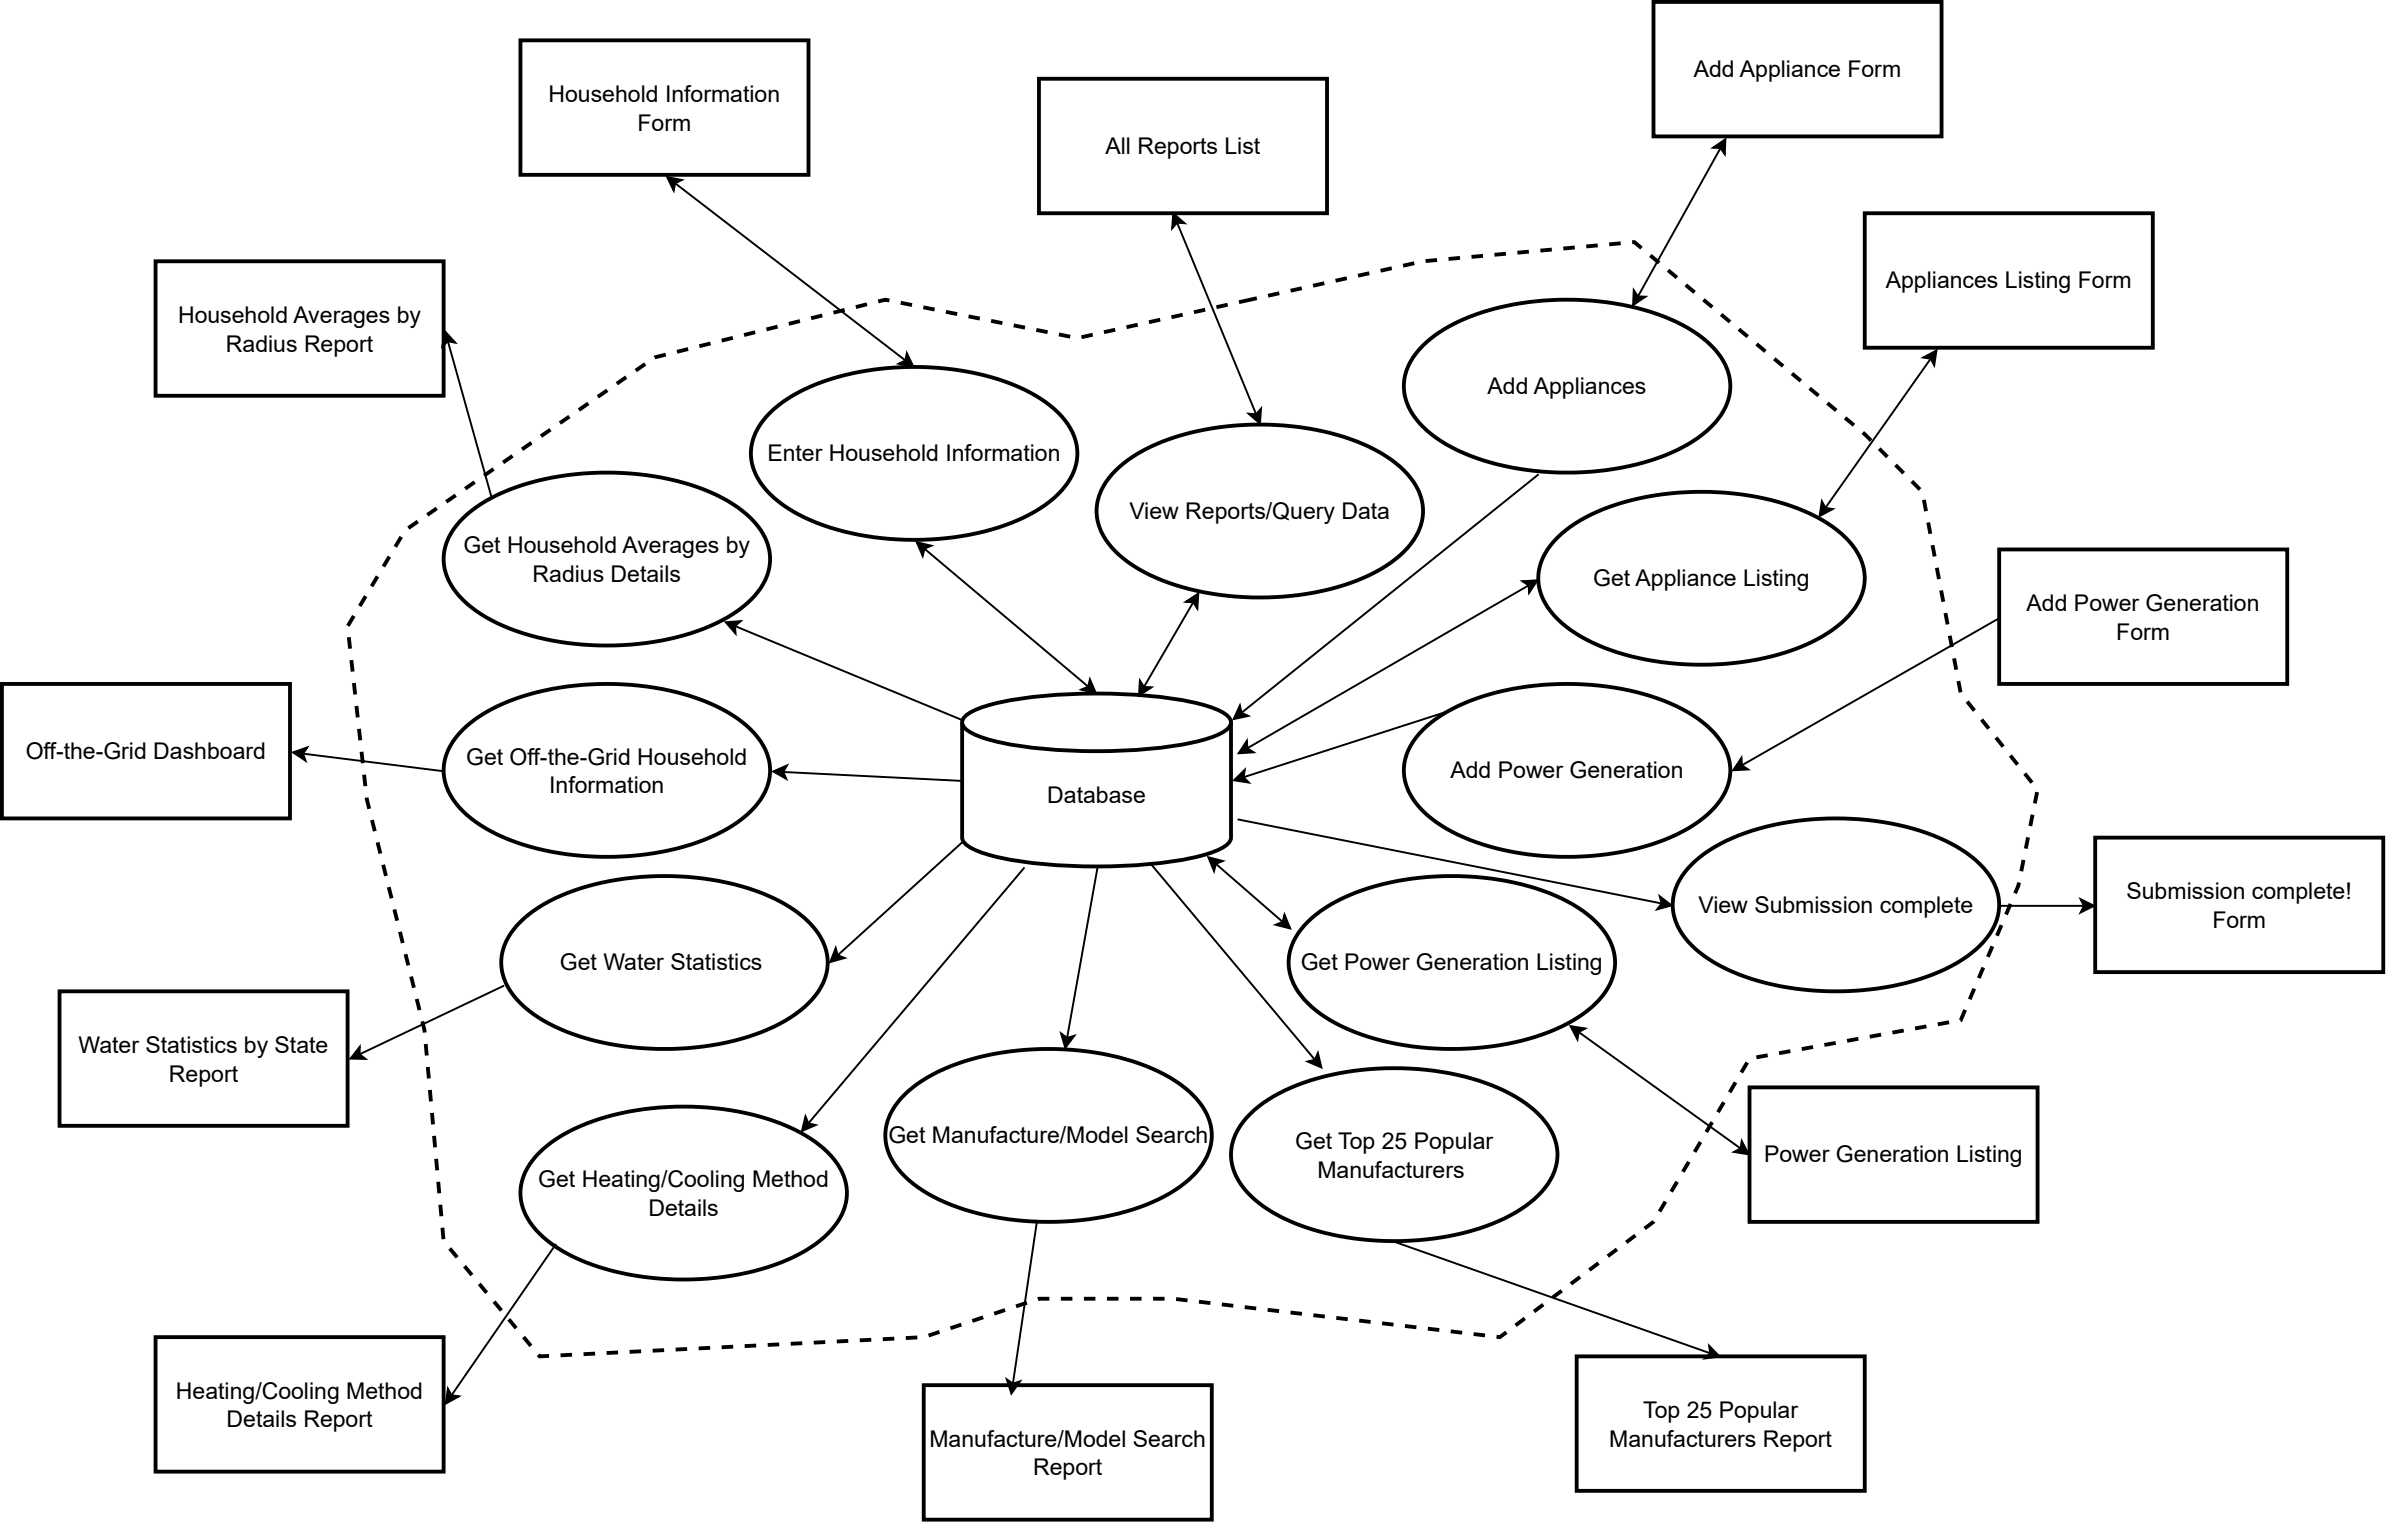 Add Appliance Form
Household Information
Form
All Reports List
Appliances Listing Form
Household Averages by
Radius Report
Add Appliances
Enter Household Information
View Reports/Query Data
Get Household Averages by
Radius Details
Get Appliance Listing
Add Power Generation
Form
Off-the-Grid Dashboard
Get Off-the-Grid Household
Information
Database
Add Power Generation
View Submission complete
Submission complete!
Form
Get Water Statistics
Get Power Generation Listing
Water Statistics by State
Report
Get Heating/Cooling Method
Details
Get Manufacture/Model Search
Get Top 25 Popular
Manufacturers
Power Generation Listing
Heating/Cooling Method
Details Report
Manufacture/Model Search
Report
Top 25 Popular
Manufacturers Report